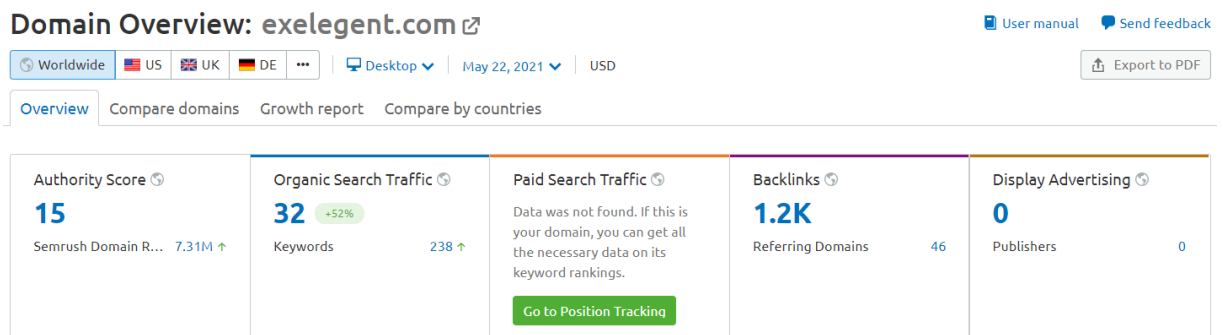 Domain Overview: exelegent.com
User manual
Send feedback
Worldwide
US
UK
DE
•••
Desktop
May 22, 2021
USD
Export to PDF
Overview
Compare domains
Growth report
Compare by countries
Authority Score
15
Semrush Domain R... 7.31M ↑
Organic Search Traffic
32 +52%
Keywords 238 ↑
Paid Search Traffic
Data was not found. If this is
your domain, you can get all
the necessary data on its
keyword rankings.
Go to Position Tracking
Backlinks
1.2K
Referring Domains 46
Display Advertising
0
Publishers 0